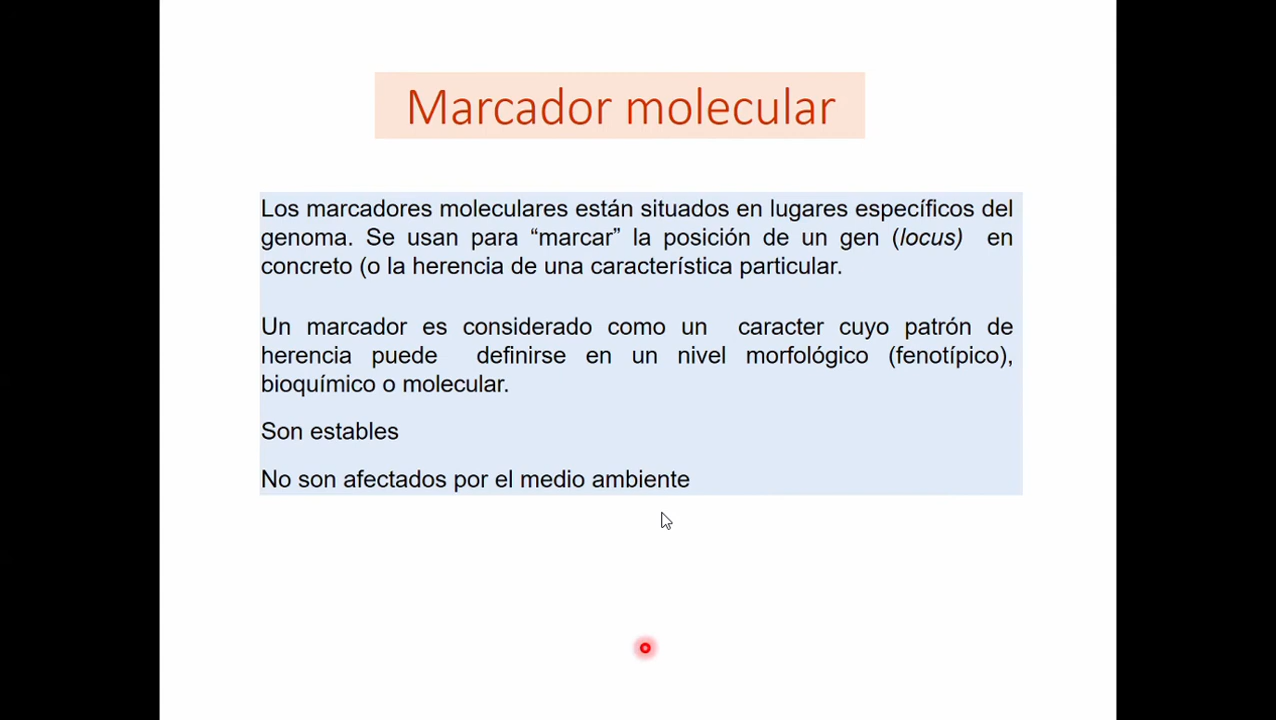 Marcador molecular
Los marcadores moleculares están situados en lugares específicos del
genoma. Se usan para “marcar” la posición de un gen (locus) en
concreto (o la herencia de una característica particular.
Un marcador es considerado como un caracter cuyo patrón de
herencia puede definirse en un nivel morfológico (fenotípico),
bioquímico o molecular.
Son estables
No son afectados por el medio ambiente